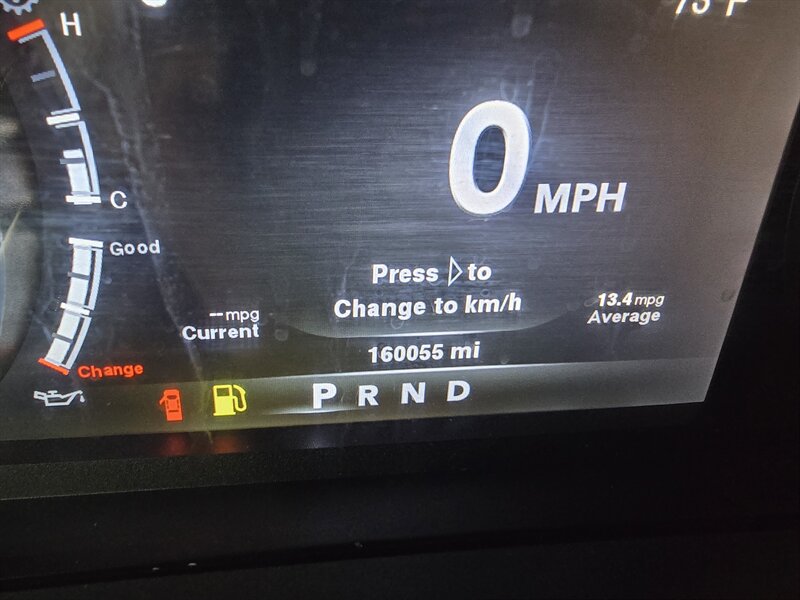 H
C
Good
Change
0 MPH
Press ▷ to
Change to km/h
--mpg
Current
13.4 mpg
Average
160055 mi
P R N D